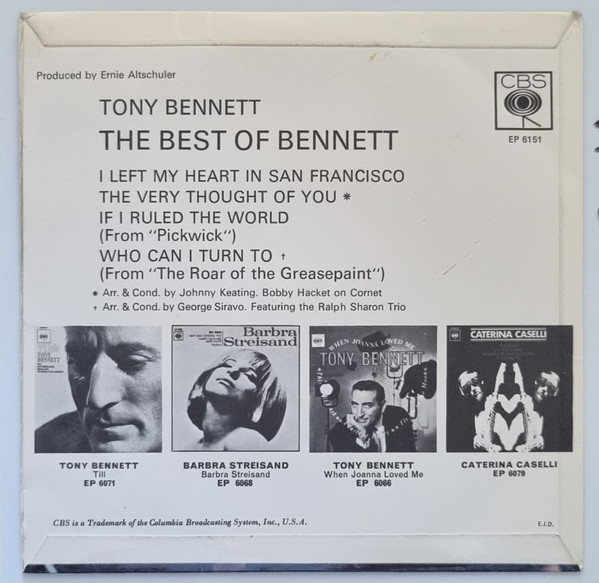 Produced by Ernie Altschuler
CBS
EP 6151
TONY BENNETT
THE BEST OF BENNETT
I LEFT MY HEART IN SAN FRANCISCO
THE VERY THOUGHT OF YOU *
IF I RULED THE WORLD
(From "Pickwick")
WHO CAN I TURN TO †
(From "The Roar of the Greasepaint")
* Arr. & Cond. by Johnny Keating. Bobby Hacket on Cornet
† Arr. & Cond. by George Siravo. Featuring the Ralph Sharon Trio
TONY
BENNETT
Barbra
Streisand
WHEN JOANNA LOVED ME
TONY BENNETT
CATERINA CASELLI
TONY BENNETT
Till
EP 6071
BARBRA STREISAND
Barbra Streisand
EP 6068
TONY BENNETT
When Joanna Loved Me
EP 6066
CATERINA CASELLI
EP 6079
CBS is a Trademark of the Columbia Broadcasting System, Inc., U.S.A.
E.J.D.